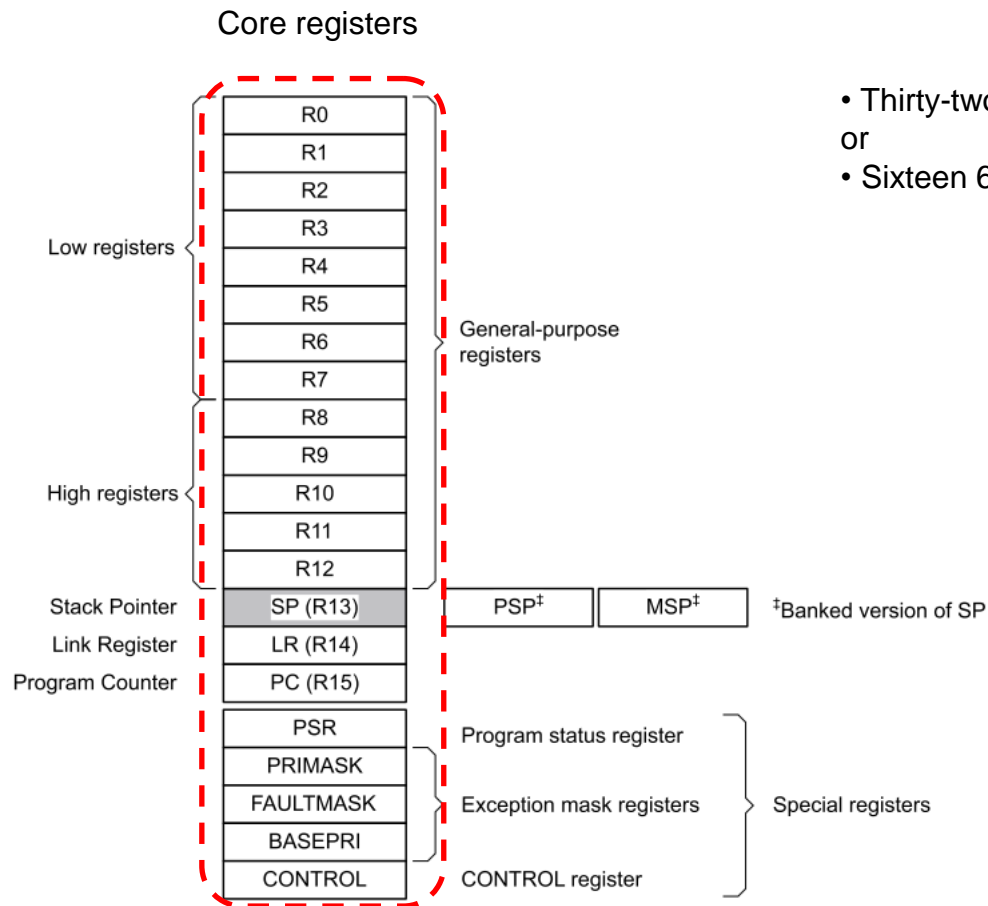 Core registers
• Thirty-two
or
• Sixteen 6
R0
R1
R2
R3
Low registers
R4
R5
R6
General-purpose
registers
R7
R8
R9
High registers
R10
R11
R12
Stack Pointer
SP (R13)
PSP‡
MSP‡
‡Banked version of SP
Link Register
LR (R14)
Program Counter
PC (R15)
PSR
Program status register
PRIMASK
FAULTMASK
Exception mask registers
Special registers
BASEPRI
CONTROL
CONTROL register